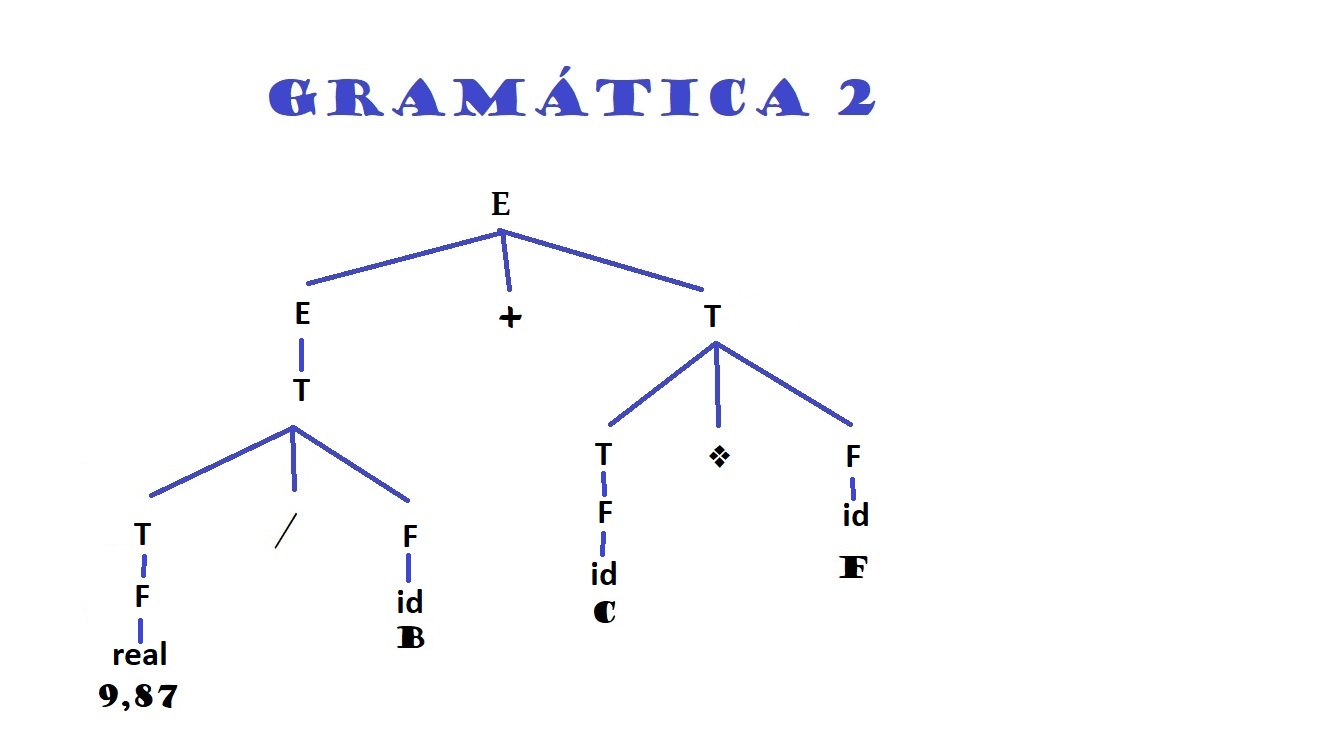 GRAMÁTICA 2
E
E + T
T
T ❖ F
F id
T / F
F id
id F
real B
C
9,87